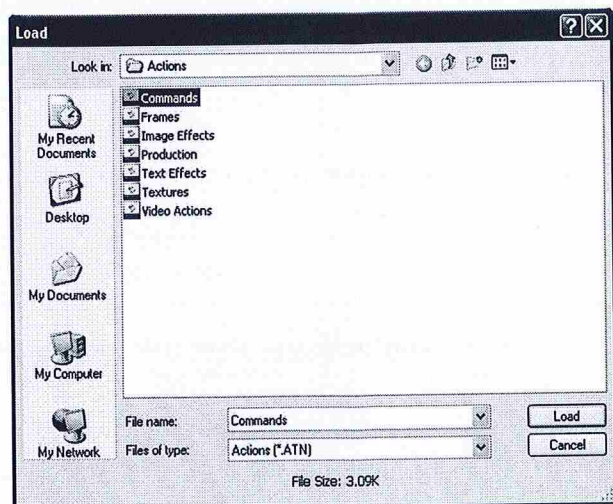 Load
Look in: Actions
My Recent
Documents
Desktop
My Documents
My Computer
My Network
Commands
Frames
Image Effects
Production
Text Effects
Textures
Video Actions
File name: Commands Load
Files of type: Actions (*.ATN) Cancel
File Size: 3.09K